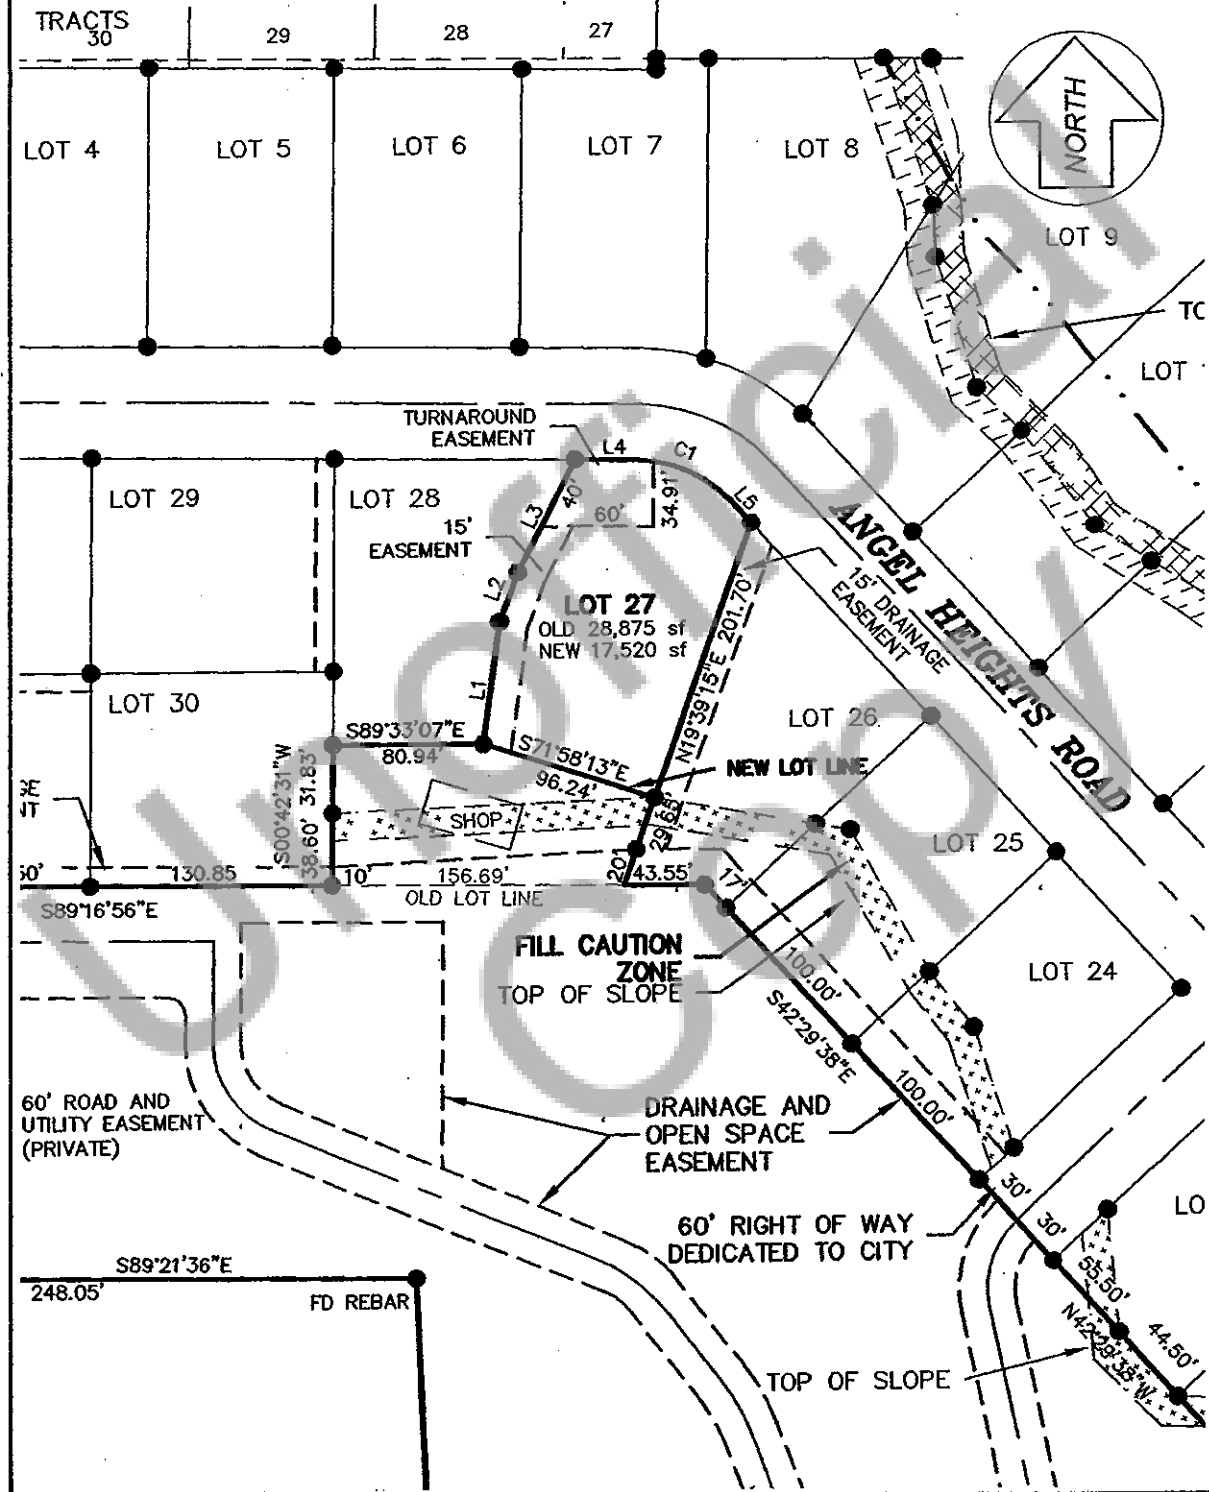 TRACTS
30
29
28
27
NORTH
LOT 4
LOT 5
LOT 6
LOT 7
LOT 8
LOT 9
TO
LOT
TURNAROUND
EASEMENT
L4
C1
L5
40'
34.91'
60'
L3
L2
L1
LOT 29
LOT 28
15'
EASEMENT
LOT 27
OLD 28,875 sf
NEW 17,520 sf
N19°39'15"E 201.70'
15' DRAINAGE
EASEMENT
ANGEL HEIGHTS ROAD
LOT 30
LOT 26
S89°33'07"E
80.94'
S71°58'13"E
96.24'
NEW LOT LINE
S00°42'31"W
38.60' 31.83'
SHOP
29.65'
20'
LOT 25
GE
NT
60'
130.85
10'
156.69'
43.55'
17'
S89°16'56"E
OLD LOT LINE
FILL CAUTION
ZONE
TOP OF SLOPE
100.00'
S42°29'38"E
LOT 24
100.00'
60' ROAD AND
UTILITY EASEMENT
(PRIVATE)
DRAINAGE AND
OPEN SPACE
EASEMENT
30'
30'
LO
60' RIGHT OF WAY
DEDICATED TO CITY
S89°21'36"E
248.05'
FD REBAR
55.50'
N42°29'38"W
44.50'
TOP OF SLOPE
Unofficial
Copy